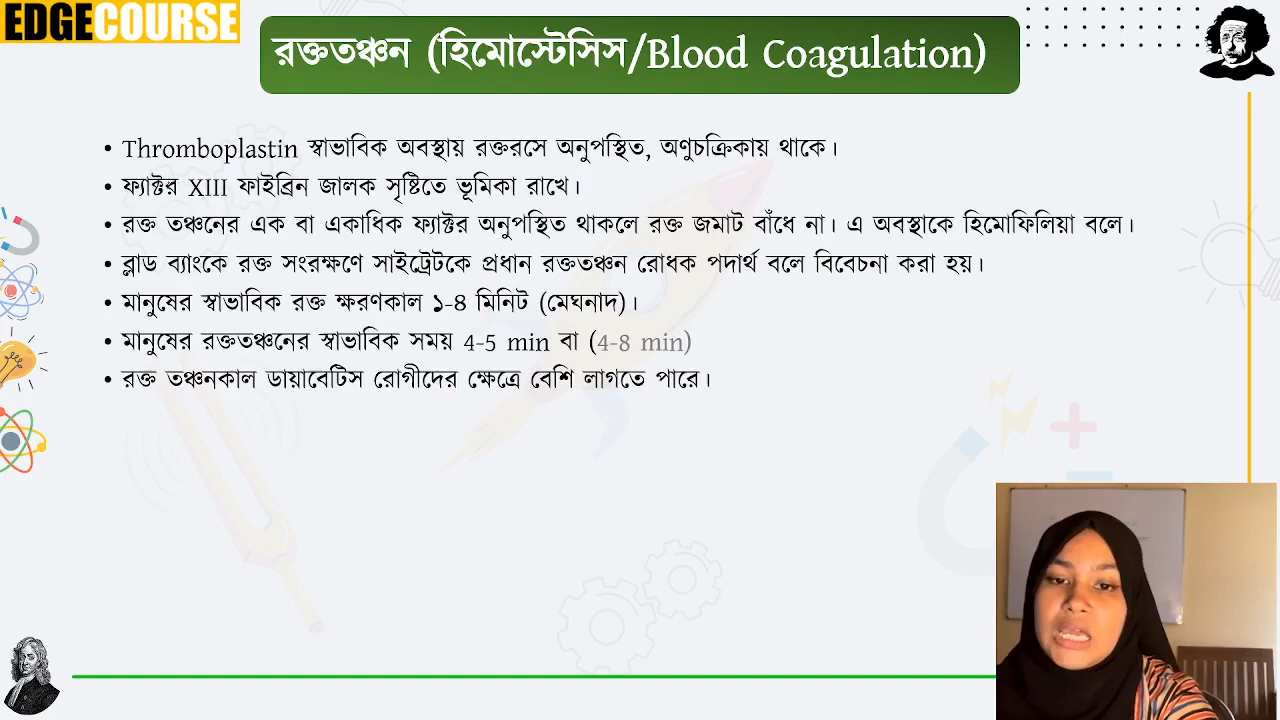 EDGECOURSE
রক্ততঞ্চন (হিমোস্টেসিস/Blood Coagulation)
• Thromboplastin স্বাভাবিক অবস্থায় রক্তরসে অনুপস্থিত, অণুচক্রিকায় থাকে।
• ফ্যাক্টর XIII ফাইব্রিন জালক সৃষ্টিতে ভূমিকা রাখে।
• রক্ত তঞ্চনের এক বা একাধিক ফ্যাক্টর অনুপস্থিত থাকলে রক্ত জমাট বাঁধে না। এ অবস্থাকে হিমোফিলিয়া বলে।
• ব্লাড ব্যাংকে রক্ত সংরক্ষণে সাইট্রেটকে প্রধান রক্ততঞ্চন রোধক পদার্থ বলে বিবেচনা করা হয়।
• মানুষের স্বাভাবিক রক্ত ক্ষরণকাল ১-৪ মিনিট (মেঘনাদ)।
• মানুষের রক্ততঞ্চনের স্বাভাবিক সময় 4-5 min বা (4-8 min)
• রক্ত তঞ্চনকাল ডায়াবেটিস রোগীদের ক্ষেত্রে বেশি লাগতে পারে।